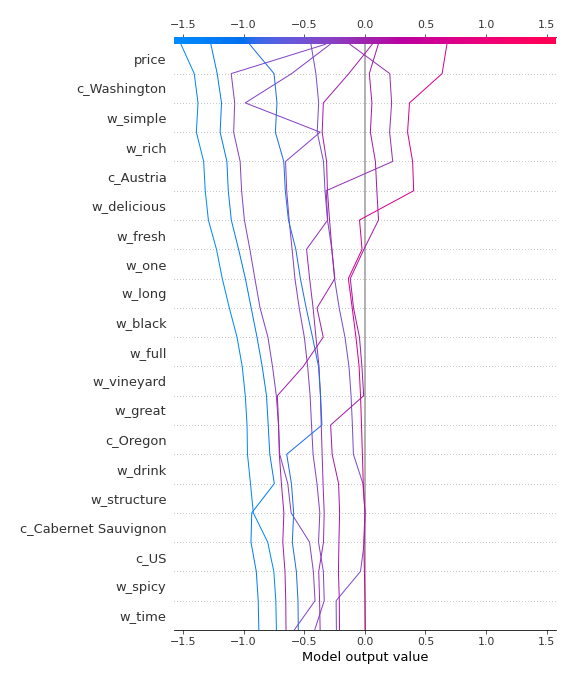 −1.5 −1.0 −0.5 0.0 0.5 1.0 1.5
price
c_Washington
w_simple
w_rich
c_Austria
w_delicious
w_fresh
w_one
w_long
w_black
w_full
w_vineyard
w_great
c_Oregon
w_drink
w_structure
c_Cabernet Sauvignon
c_US
w_spicy
w_time
−1.5 −1.0 −0.5 0.0 0.5 1.0 1.5
Model output value